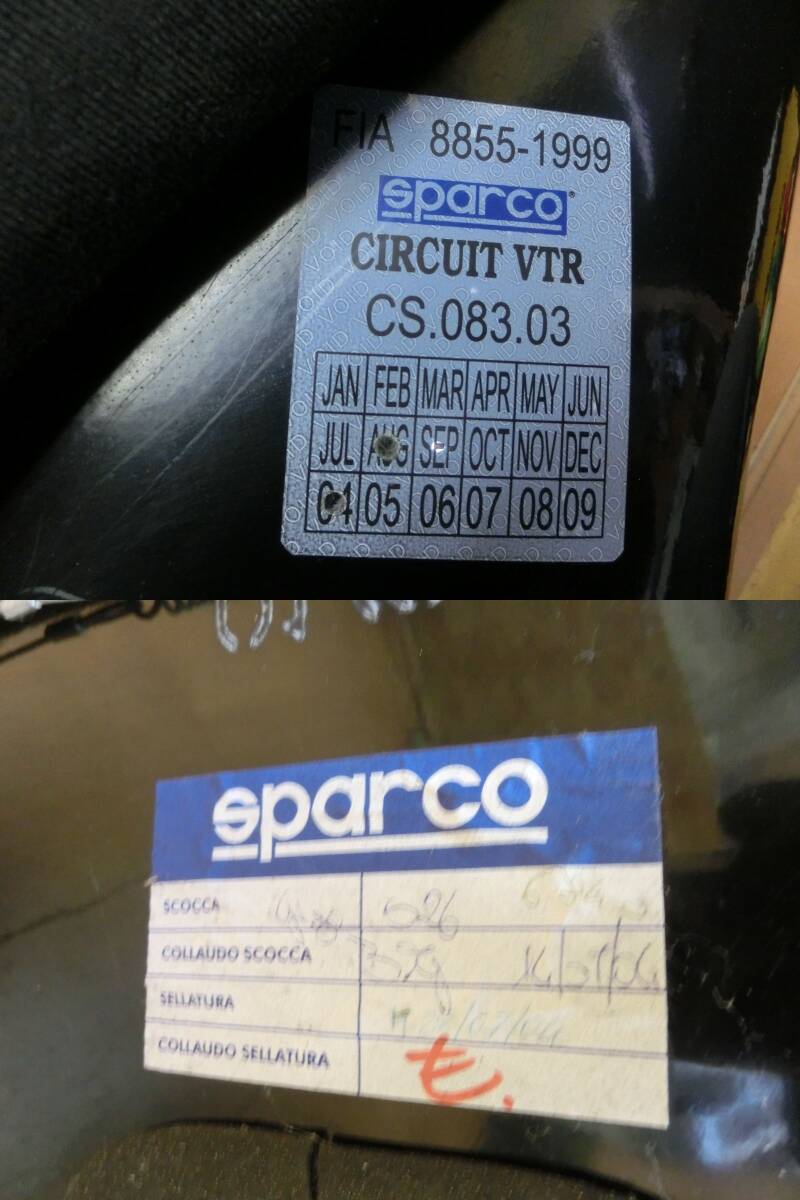 FIA 8855-1999
sparco®
CIRCUIT VTR
CS.083.03
JAN FEB MAR APR MAY JUN
JUL AUG SEP OCT NOV DEC
04 05 06 07 08 09
sparco
SCOCCA 026
COLLAUDO SCOCCA
SELLATURA
COLLAUDO SELLATURA